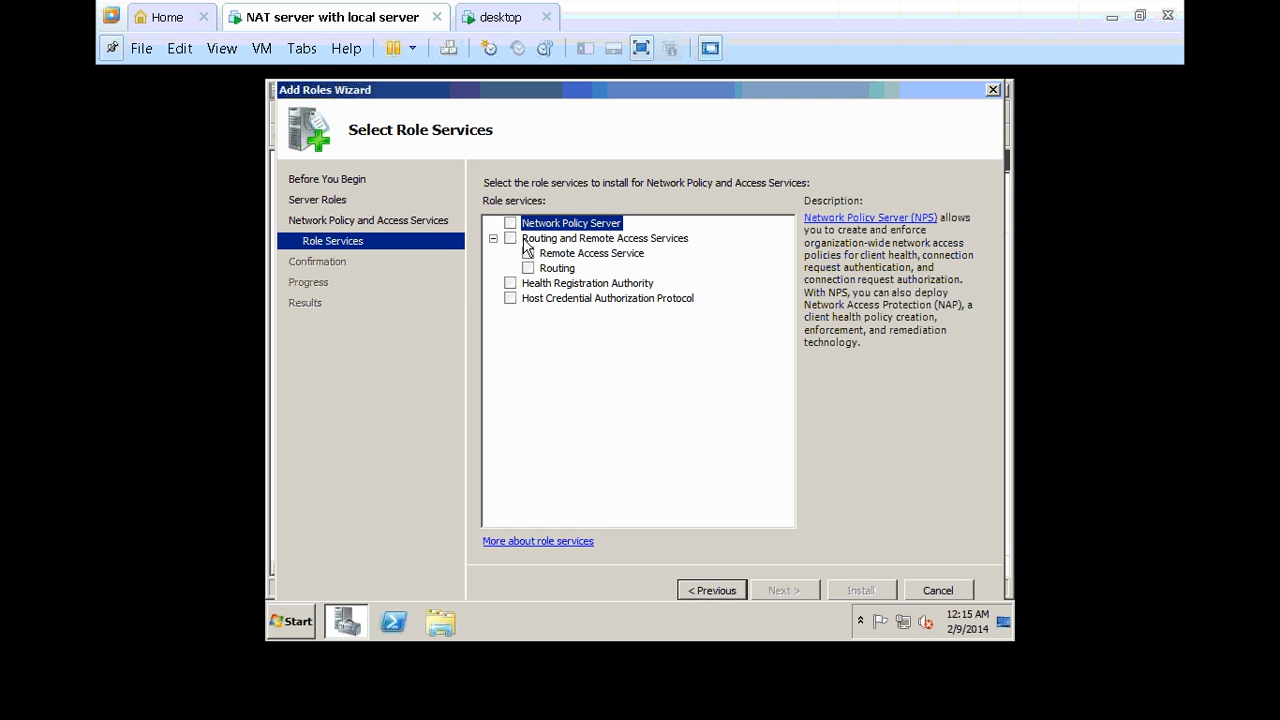 Home
NAT server with local server
desktop
File Edit View VM Tabs Help
Add Roles Wizard
Select Role Services
Before You Begin
Server Roles
Network Policy and Access Services
Role Services
Confirmation
Progress
Results
Select the role services to install for Network Policy and Access Services:
Role services:
Network Policy Server
Routing and Remote Access Services
Remote Access Service
Routing
Health Registration Authority
Host Credential Authorization Protocol
More about role services
Description:
Network Policy Server (NPS) allows
you to create and enforce
organization-wide network access
policies for client health, connection
request authentication, and
connection request authorization.
With NPS, you can also deploy
Network Access Protection (NAP), a
client health policy creation,
enforcement, and remediation
technology.
< Previous Next > Install Cancel
Start
12:15 AM
2/9/2014